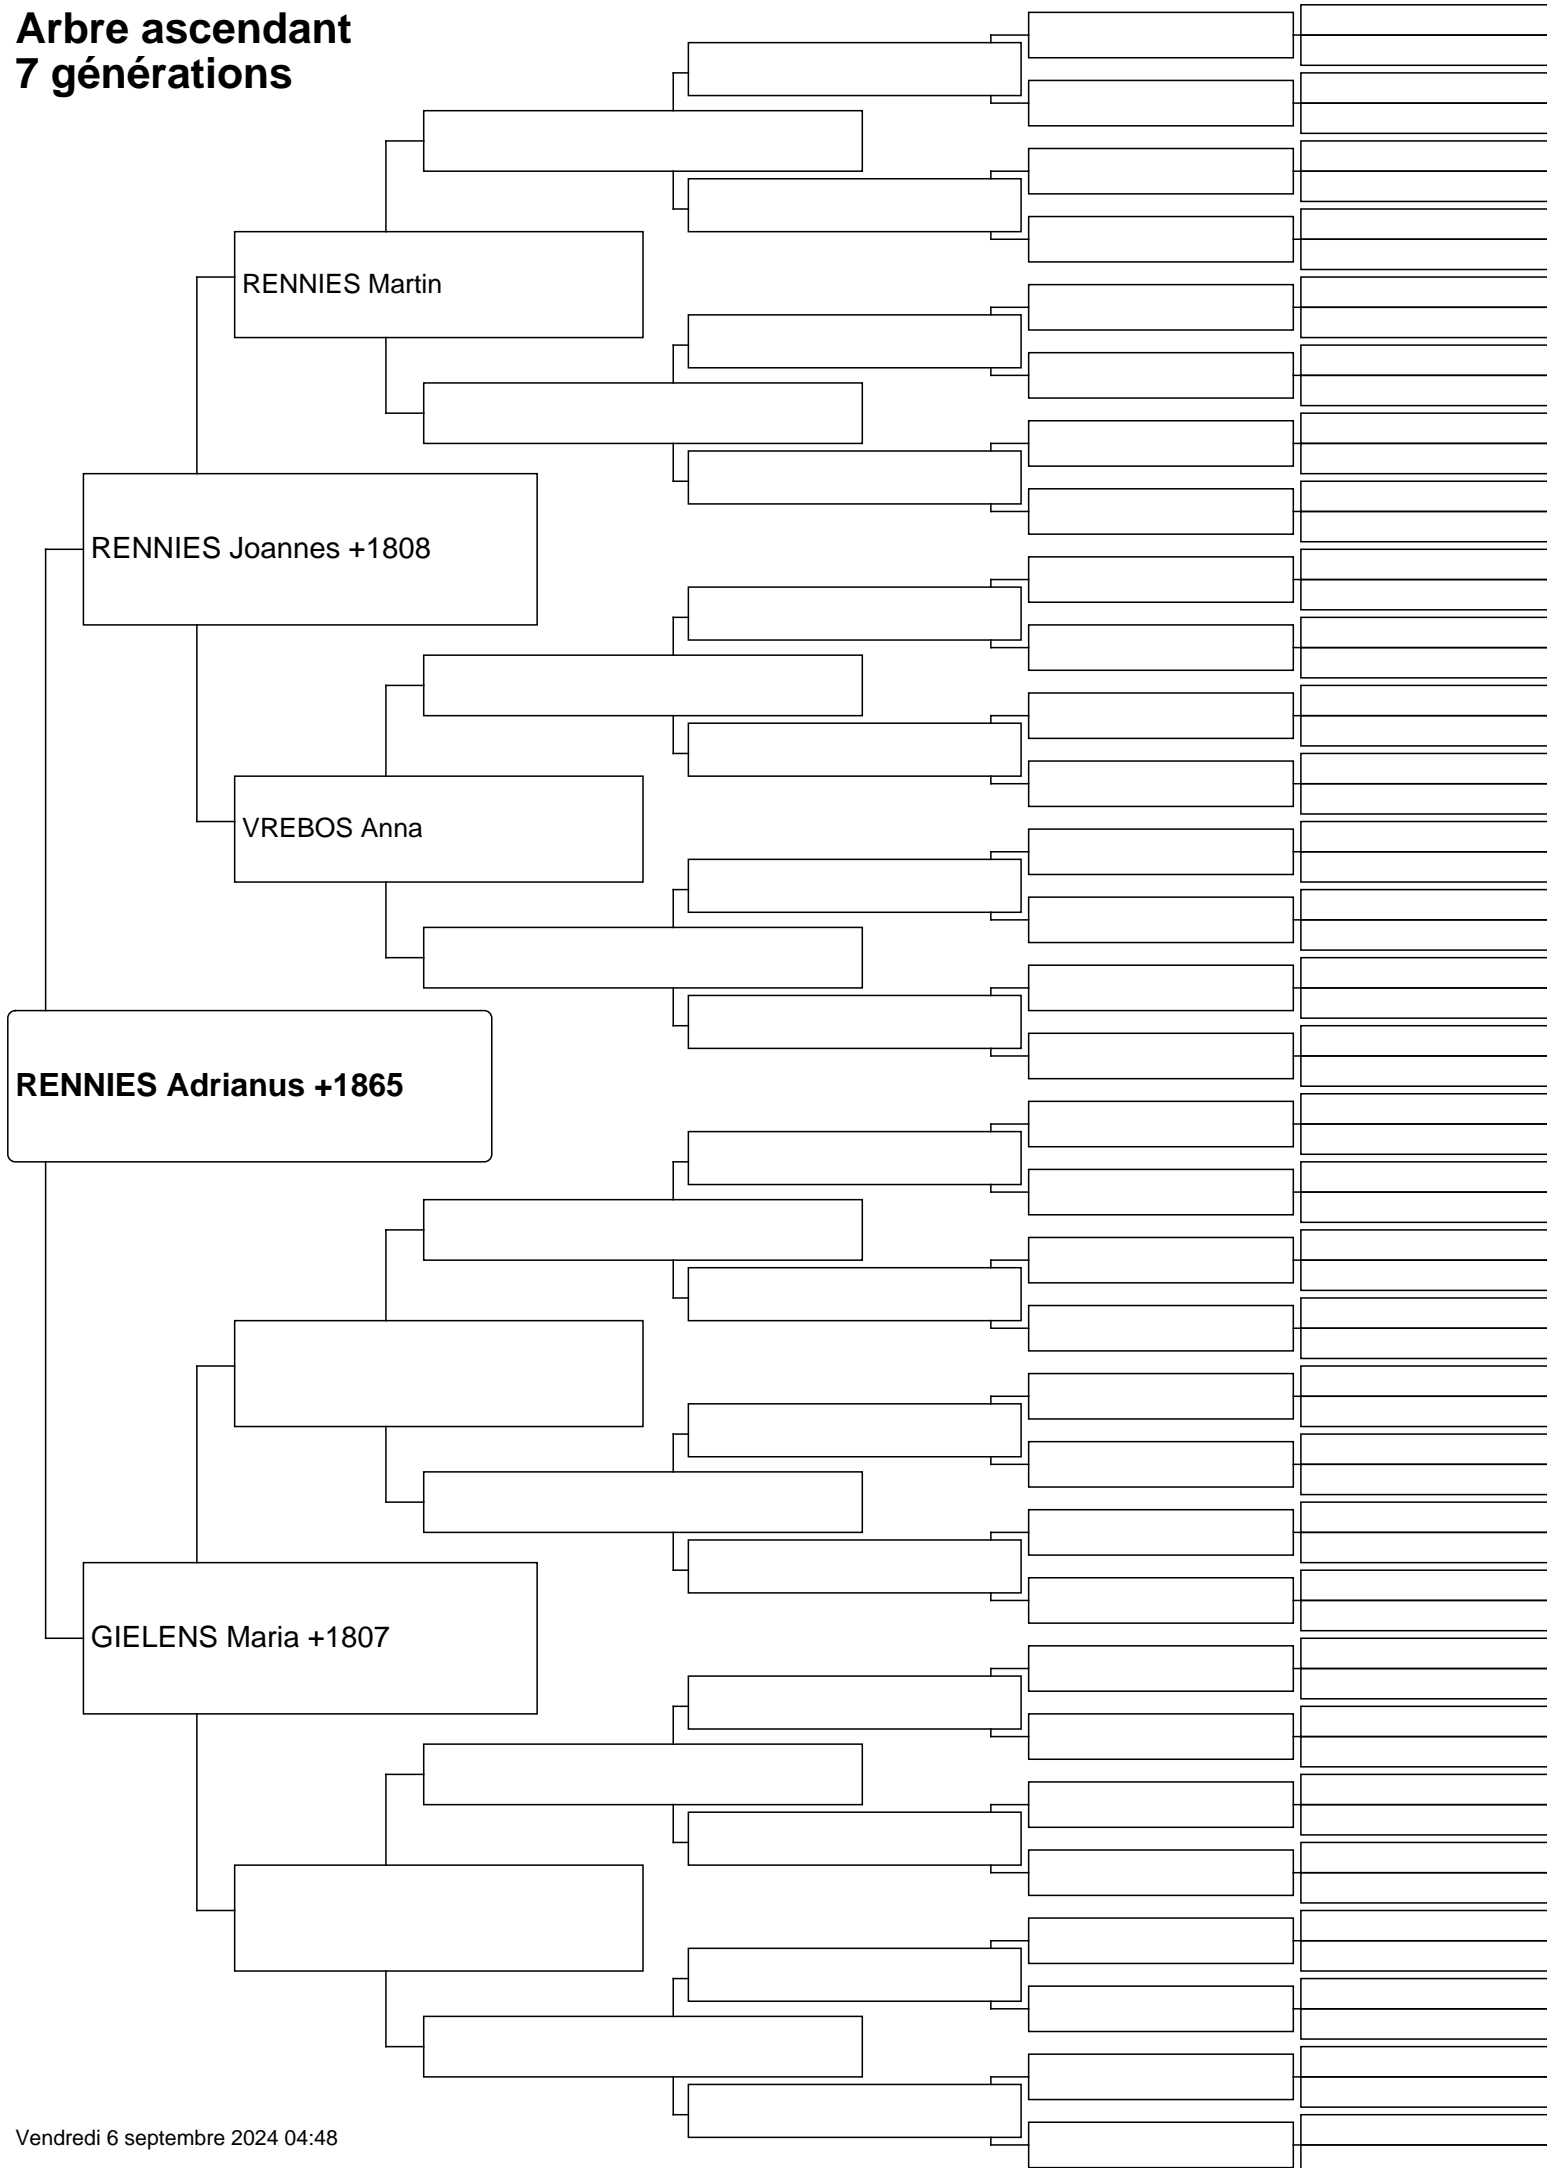 Arbre ascendant
7 générations
RENNIES Martin
RENNIES Joannes +1808
VREBOS Anna
RENNIES Adrianus +1865
GIELENS Maria +1807
Vendredi 6 septembre 2024 04:48